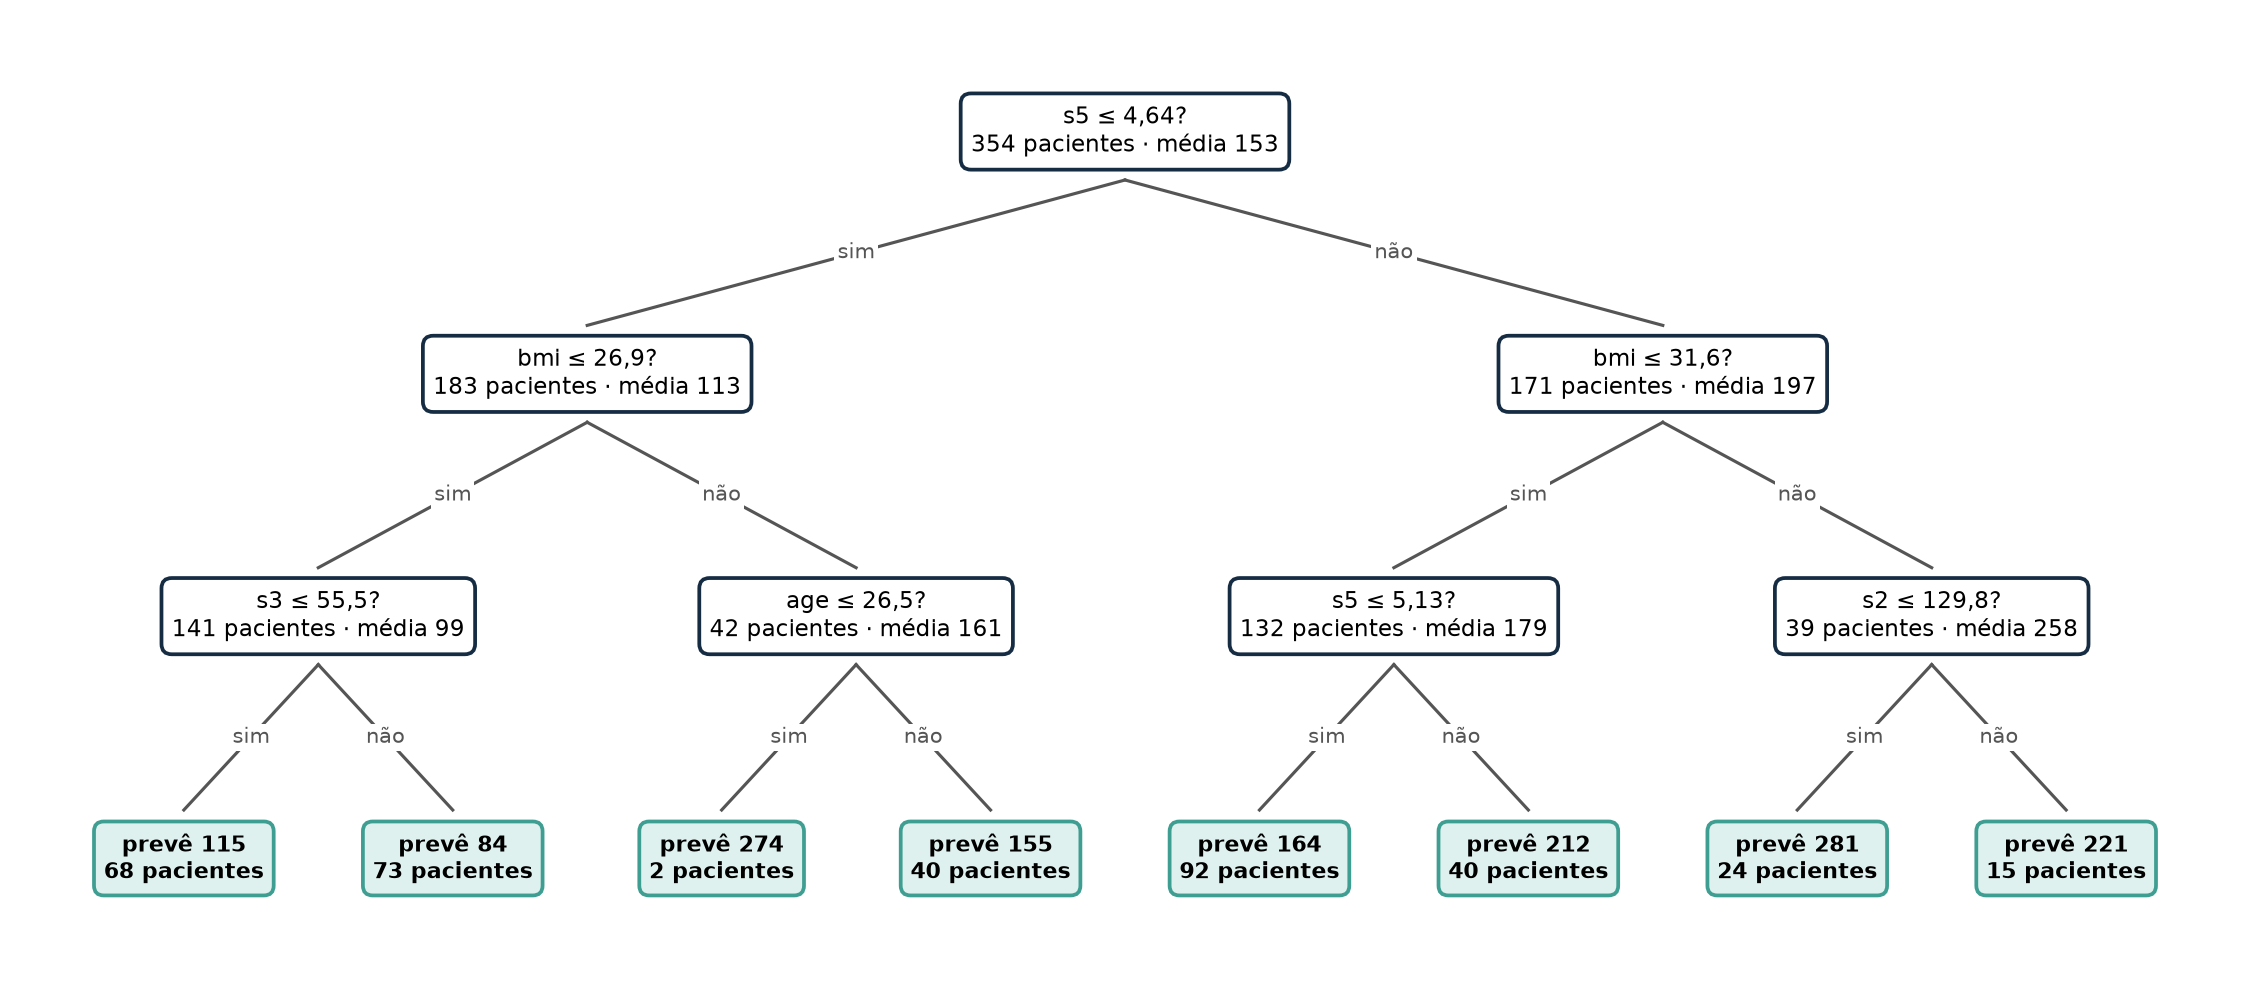 s5 ≤ 4,64?
354 pacientes · média 153
sim
não
bmi ≤ 26,9?
183 pacientes · média 113
bmi ≤ 31,6?
171 pacientes · média 197
sim
não
sim
não
s3 ≤ 55,5?
141 pacientes · média 99
age ≤ 26,5?
42 pacientes · média 161
s5 ≤ 5,13?
132 pacientes · média 179
s2 ≤ 129,8?
39 pacientes · média 258
sim
não
sim
não
sim
não
sim
não
prevê 115
68 pacientes
prevê 84
73 pacientes
prevê 274
2 pacientes
prevê 155
40 pacientes
prevê 164
92 pacientes
prevê 212
40 pacientes
prevê 281
24 pacientes
prevê 221
15 pacientes